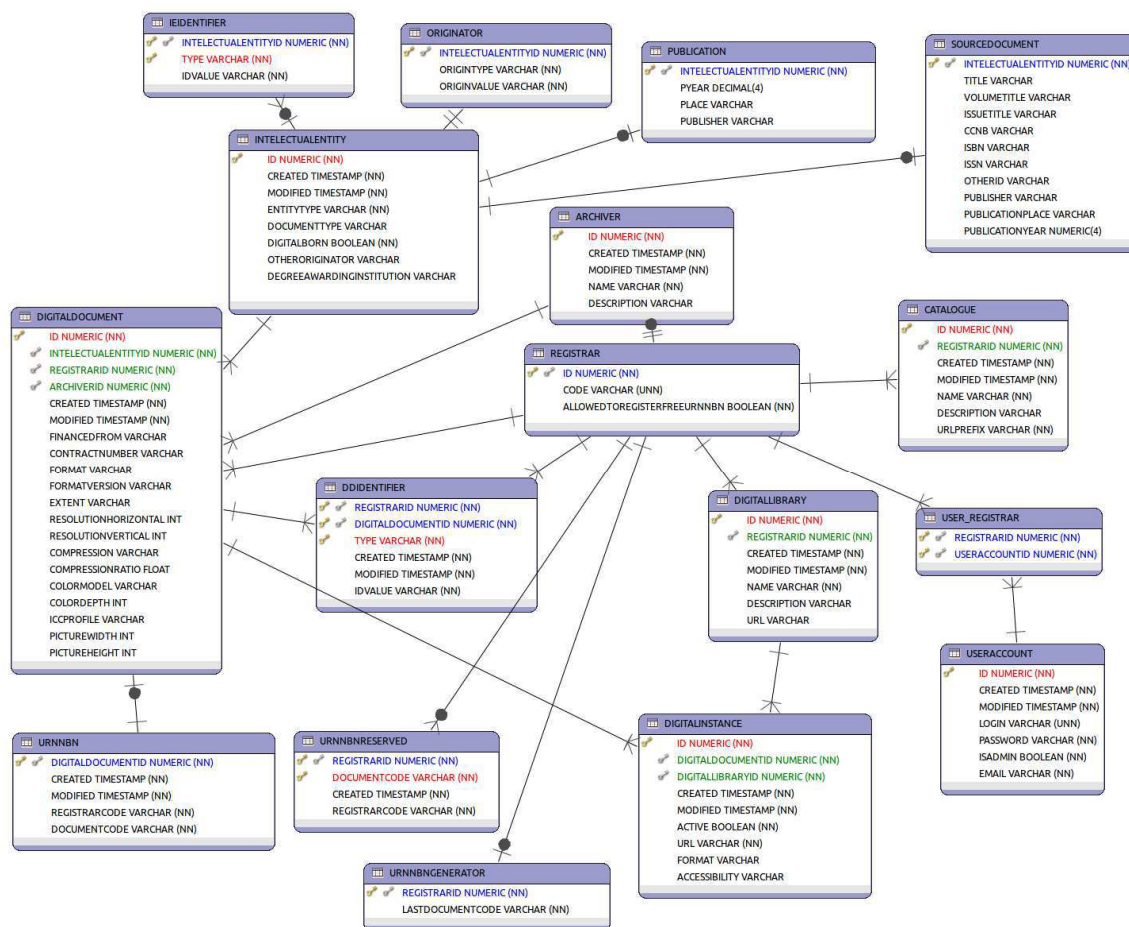 IEIDENTIFIER
INTELECTUALENTITYID NUMERIC (NN)
TYPE VARCHAR (NN)
IDVALUE VARCHAR (NN)
ORIGINATOR
INTELECTUALENTITYID NUMERIC (NN)
ORIGINTYPE VARCHAR (NN)
ORIGINVALUE VARCHAR (NN)
PUBLICATION
INTELECTUALENTITYID NUMERIC (NN)
PYEAR DECIMAL(4)
PLACE VARCHAR
PUBLISHER VARCHAR
SOURCEDOCUMENT
INTELECTUALENTITYID NUMERIC (NN)
TITLE VARCHAR
VOLUMETITLE VARCHAR
ISSUETITLE VARCHAR
CCNB VARCHAR
ISBN VARCHAR
ISSN VARCHAR
OTHERID VARCHAR
PUBLISHER VARCHAR
PUBLICATIONPLACE VARCHAR
PUBLICATIONYEAR NUMERIC(4)
INTELECTUALENTITY
ID NUMERIC (NN)
CREATED TIMESTAMP (NN)
MODIFIED TIMESTAMP (NN)
ENTITYTYPE VARCHAR (NN)
DOCUMENTTYPE VARCHAR
DIGITALBORN BOOLEAN (NN)
OTHERORIGINATOR VARCHAR
DEGREEAWARDINGINSTITUTION VARCHAR
ARCHIVER
ID NUMERIC (NN)
CREATED TIMESTAMP (NN)
MODIFIED TIMESTAMP (NN)
NAME VARCHAR (NN)
DESCRIPTION VARCHAR
DIGITALDOCUMENT
ID NUMERIC (NN)
INTELECTUALENTITYID NUMERIC (NN)
REGISTRARID NUMERIC (NN)
ARCHIVERID NUMERIC (NN)
CREATED TIMESTAMP (NN)
MODIFIED TIMESTAMP (NN)
FINANCEDFROM VARCHAR
CONTRACTNUMBER VARCHAR
FORMAT VARCHAR
FORMATVERSION VARCHAR
EXTENT VARCHAR
RESOLUTIONHORIZONTAL INT
RESOLUTIONVERTICAL INT
COMPRESSION VARCHAR
COMPRESSIONRATIO FLOAT
COLORMODEL VARCHAR
COLORDEPTH INT
ICCPROFILE VARCHAR
PICTUREWIDTH INT
PICTUREHEIGHT INT
REGISTRAR
ID NUMERIC (NN)
CODE VARCHAR (UNN)
ALLOWEDTOREGISTERFREEURNNBN BOOLEAN (NN)
CATALOGUE
ID NUMERIC (NN)
REGISTRARID NUMERIC (NN)
CREATED TIMESTAMP (NN)
MODIFIED TIMESTAMP (NN)
NAME VARCHAR (NN)
DESCRIPTION VARCHAR
URLPREFIX VARCHAR (NN)
DDIDENTIFIER
REGISTRARID NUMERIC (NN)
DIGITALDOCUMENTID NUMERIC (NN)
TYPE VARCHAR (NN)
CREATED TIMESTAMP (NN)
MODIFIED TIMESTAMP (NN)
IDVALUE VARCHAR (NN)
DIGITALLIBRARY
ID NUMERIC (NN)
REGISTRARID NUMERIC (NN)
CREATED TIMESTAMP (NN)
MODIFIED TIMESTAMP (NN)
NAME VARCHAR (NN)
DESCRIPTION VARCHAR
URL VARCHAR
USER_REGISTRAR
REGISTRARID NUMERIC (NN)
USERACCOUNTID NUMERIC (NN)
USERACCOUNT
ID NUMERIC (NN)
CREATED TIMESTAMP (NN)
MODIFIED TIMESTAMP (NN)
LOGIN VARCHAR (UNN)
PASSWORD VARCHAR (NN)
ISADMIN BOOLEAN (NN)
EMAIL VARCHAR (NN)
URNNBN
DIGITALDOCUMENTID NUMERIC (NN)
CREATED TIMESTAMP (NN)
MODIFIED TIMESTAMP (NN)
REGISTRARCODE VARCHAR (NN)
DOCUMENTCODE VARCHAR (NN)
URNNBNRESERVED
REGISTRARID NUMERIC (NN)
DOCUMENTCODE VARCHAR (NN)
CREATED TIMESTAMP (NN)
REGISTRARCODE VARCHAR (NN)
DIGITALINSTANCE
ID NUMERIC (NN)
DIGITALDOCUMENTID NUMERIC (NN)
DIGITALLIBRARYID NUMERIC (NN)
CREATED TIMESTAMP (NN)
MODIFIED TIMESTAMP (NN)
ACTIVE BOOLEAN (NN)
URL VARCHAR (NN)
FORMAT VARCHAR
ACCESSIBILITY VARCHAR
URNNBNGENERATOR
REGISTRARID NUMERIC (NN)
LASTDOCUMENTCODE VARCHAR (NN)